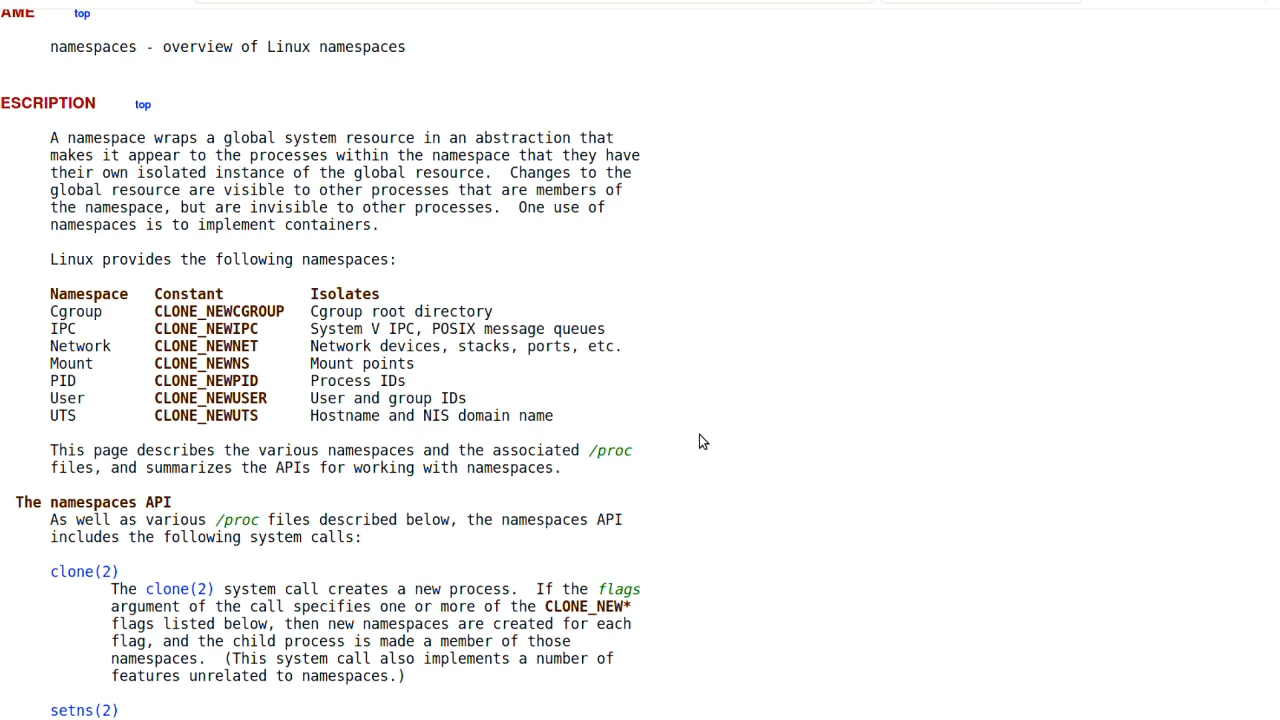 AME top
namespaces - overview of Linux namespaces
ESCRIPTION top
A namespace wraps a global system resource in an abstraction that
makes it appear to the processes within the namespace that they have
their own isolated instance of the global resource.  Changes to the
global resource are visible to other processes that are members of
the namespace, but are invisible to other processes.  One use of
namespaces is to implement containers.
Linux provides the following namespaces:
Namespace Constant Isolates
Cgroup CLONE_NEWCGROUP Cgroup root directory
IPC CLONE_NEWIPC System V IPC, POSIX message queues
Network CLONE_NEWNET Network devices, stacks, ports, etc.
Mount CLONE_NEWNS Mount points
PID CLONE_NEWPID Process IDs
User CLONE_NEWUSER User and group IDs
UTS CLONE_NEWUTS Hostname and NIS domain name
This page describes the various namespaces and the associated /proc
files, and summarizes the APIs for working with namespaces.
The namespaces API
As well as various /proc files described below, the namespaces API
includes the following system calls:
clone(2)
The clone(2) system call creates a new process.  If the flags
argument of the call specifies one or more of the CLONE_NEW*
flags listed below, then new namespaces are created for each
flag, and the child process is made a member of those
namespaces.  (This system call also implements a number of
features unrelated to namespaces.)
setns(2)